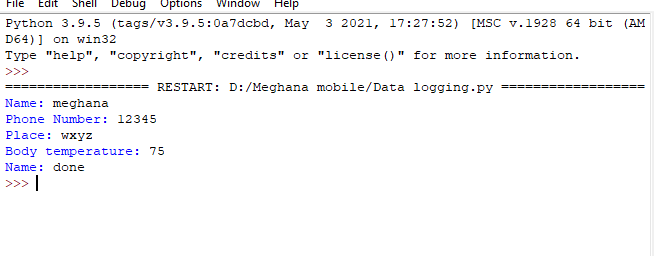 File Edit Shell Debug Options Window Help
Python 3.9.5 (tags/v3.9.5:0a7dcbd, May  3 2021, 17:27:52) [MSC v.1928 64 bit (AM
D64)] on win32
Type "help", "copyright", "credits" or "license()" for more information.
>>>
================== RESTART: D:/Meghana mobile/Data logging.py ==================
Name: meghana
Phone Number: 12345
Place: wxyz
Body temperature: 75
Name: done
>>>